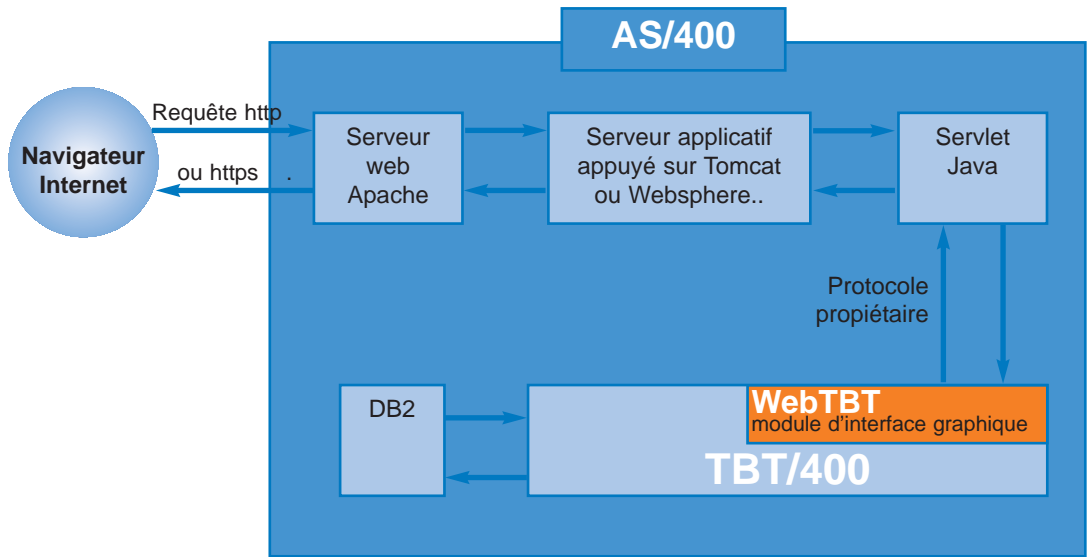 AS/400
Requête http
ou https .
Navigateur
Internet
Serveur
web
Apache
Serveur applicatif
appuyé sur Tomcat
ou Websphere..
Servlet
Java
Protocole
propiétaire
DB2
WebTBT
module d'interface graphique
TBT/400